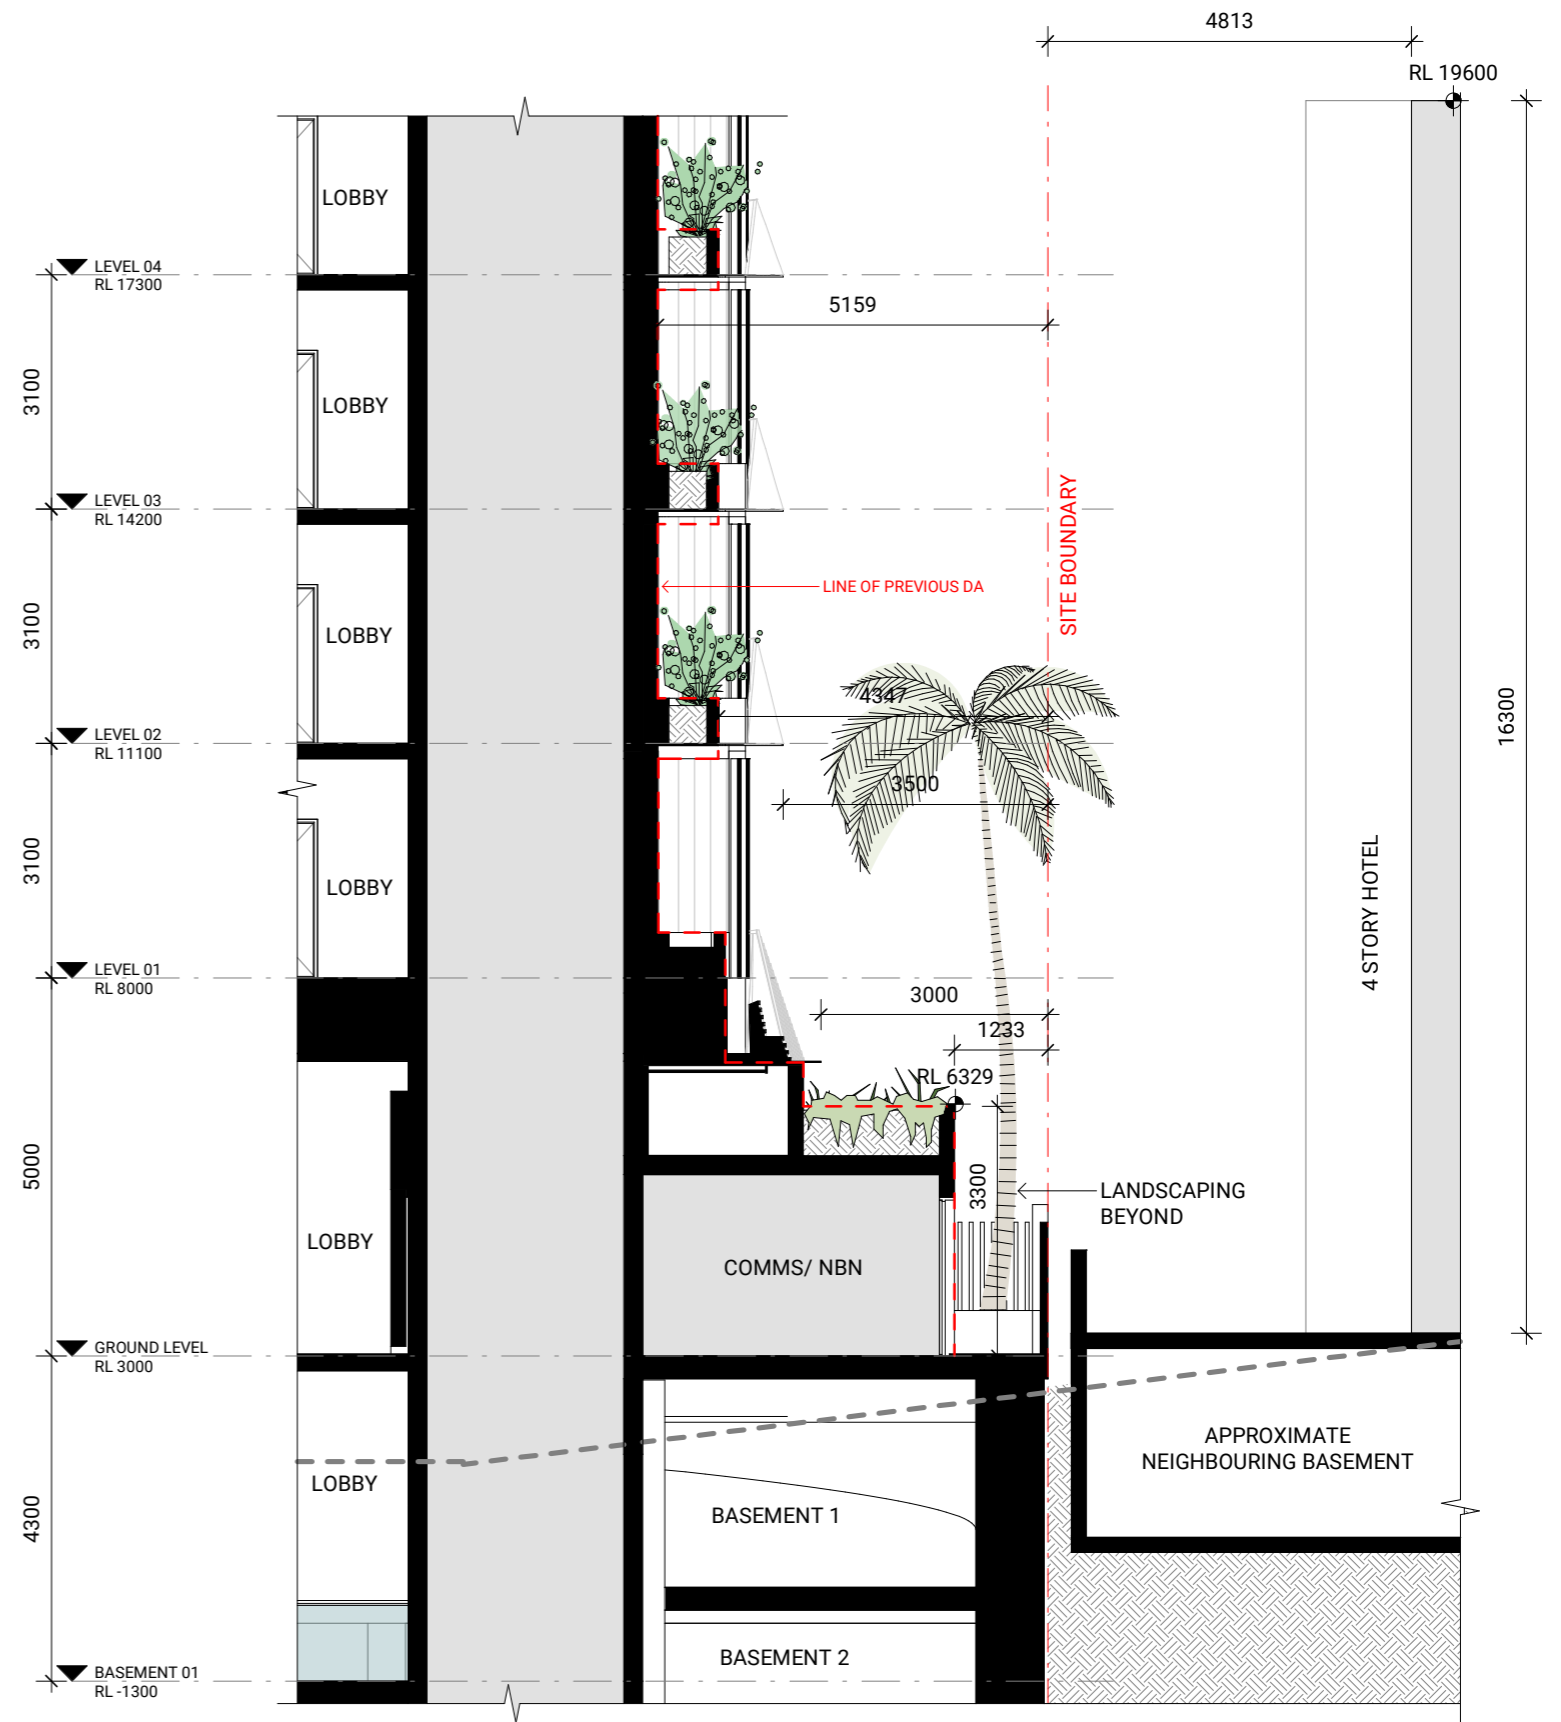 4813
RL 19600
LOBBY
LEVEL 04
RL 17300
5159
3100
LOBBY
LEVEL 03
RL 14200
SITE BOUNDARY
LINE OF PREVIOUS DA
3100
LOBBY
4347
16300
LEVEL 02
RL 11100
3500
3100
LOBBY
4 STORY HOTEL
LEVEL 01
RL 8000
3000
1233
RL 6329
5000
3300
LANDSCAPING
BEYOND
LOBBY
COMMS/ NBN
GROUND LEVEL
RL 3000
APPROXIMATE
NEIGHBOURING BASEMENT
LOBBY
4300
BASEMENT 1
BASEMENT 2
BASEMENT 01
RL -1300